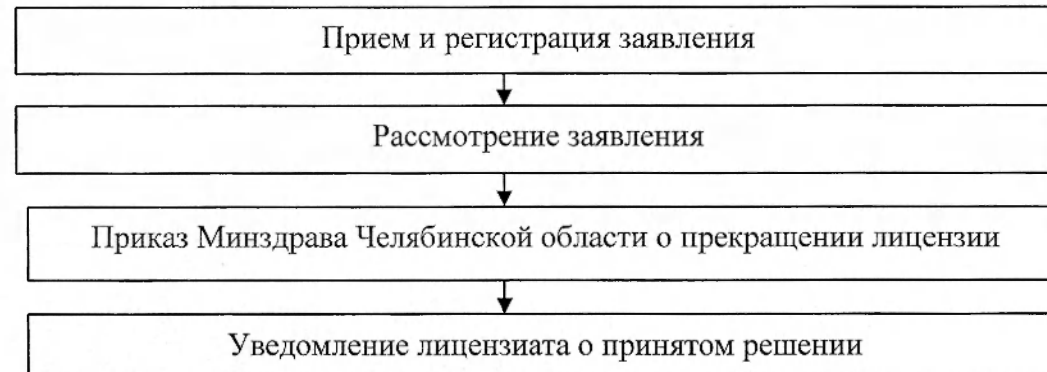 Прием и регистрация заявления
Рассмотрение заявления
Приказ Минздрава Челябинской области о прекращении лицензии
Уведомление лицензиата о принятом решении